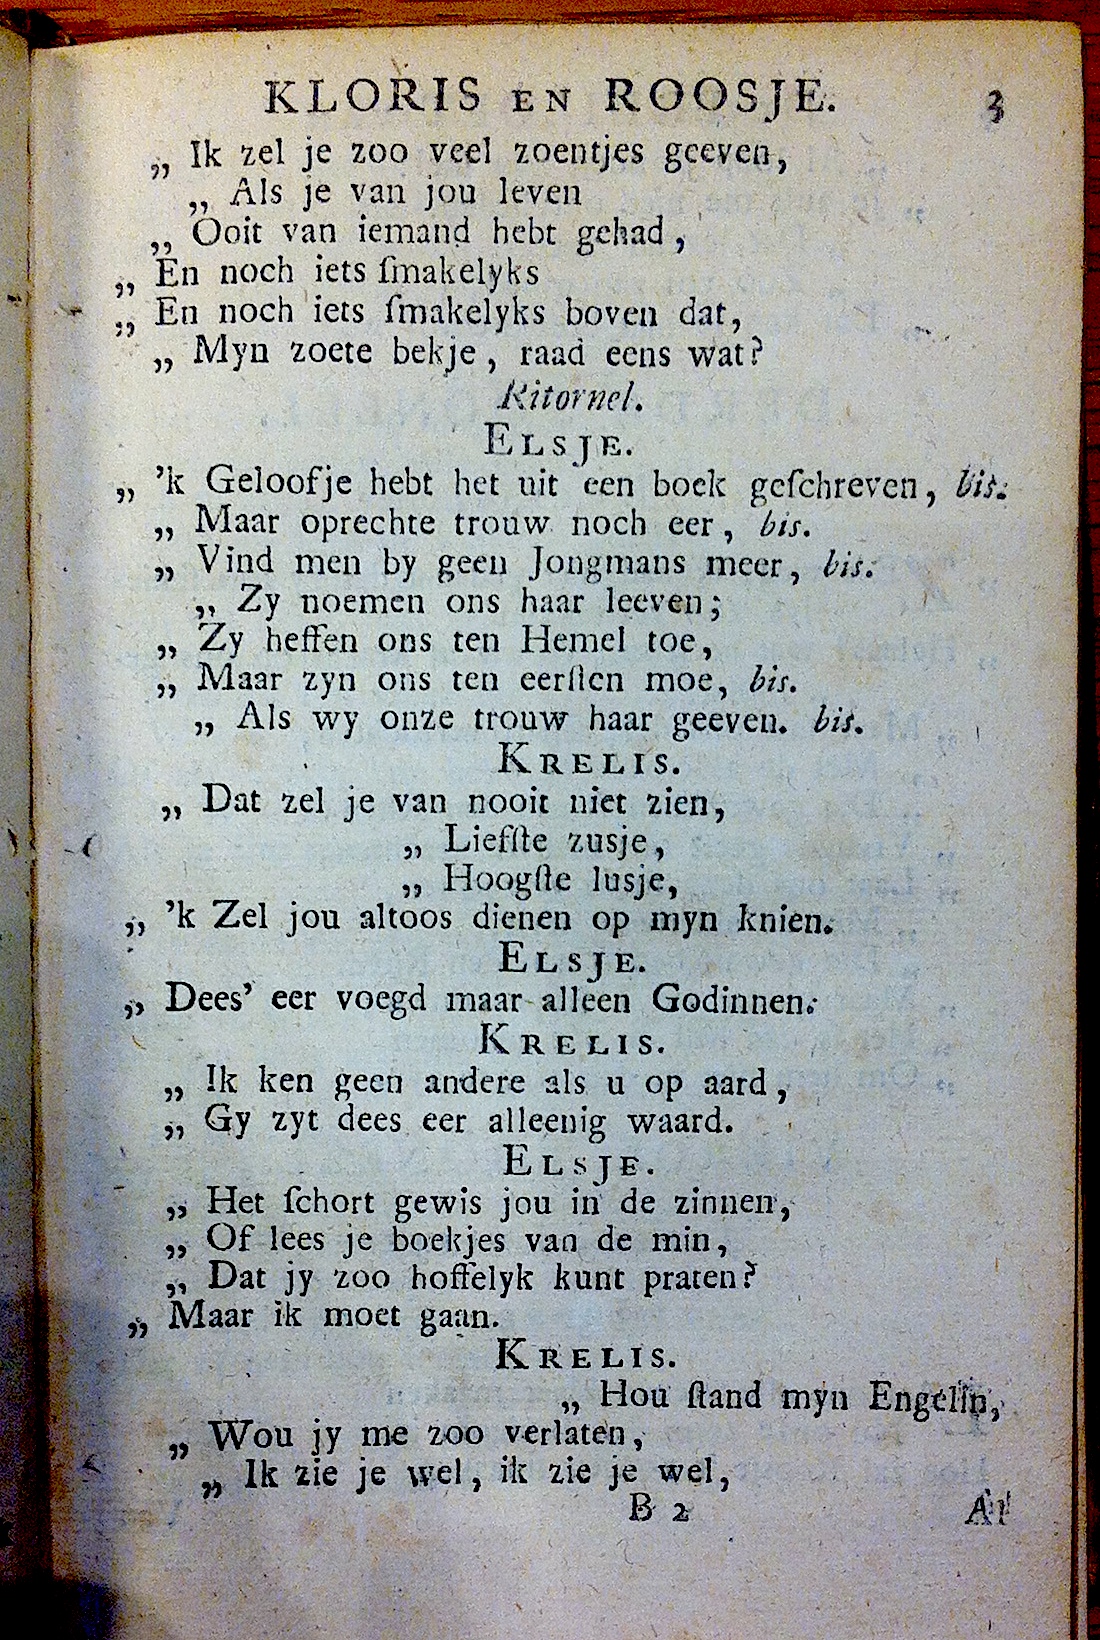 KLORIS EN ROOSJE. 3
„ Ik zel je zoo veel zoentjes geeven,
„ Als je van jou leven
„ Ooit van iemand hebt gehad,
„ En noch iets ſmakelyks
„ En noch iets ſmakelyks boven dat,
„ Myn zoete bekje, raad eens wat?
Ritornel.
ELSJE.
„ 'k Geloofje hebt het uit een boek geſchreven, bis.
„ Maar oprechte trouw noch eer, bis.
„ Vind men by geen Jongmans meer, bis.
„ Zy noemen ons haar leeven;
„ Zy heffen ons ten Hemel toe,
„ Maar zyn ons ten eerſten moe, bis.
„ Als wy onze trouw haar geeven. bis.
KRELIS.
„ Dat zel je van nooit niet zien,
„ Liefſte zusje,
„ Hoogſte lusje,
„ 'k Zel jou altoos dienen op myn knien.
ELSJE.
„ Dees' eer voegd maar alleen Godinnen.
KRELIS.
„ Ik ken geen andere als u op aard,
„ Gy zyt dees eer alleenig waard.
ELSJE.
„ Het ſchort gewis jou in de zinnen,
„ Of lees je boekjes van de min,
„ Dat jy zoo hoffelyk kunt praten?
„ Maar ik moet gaan.
KRELIS.
„ Hou ſtand myn Engelin,
„ Wou jy me zoo verlaten,
„ Ik zie je wel, ik zie je wel,
B 2 Al